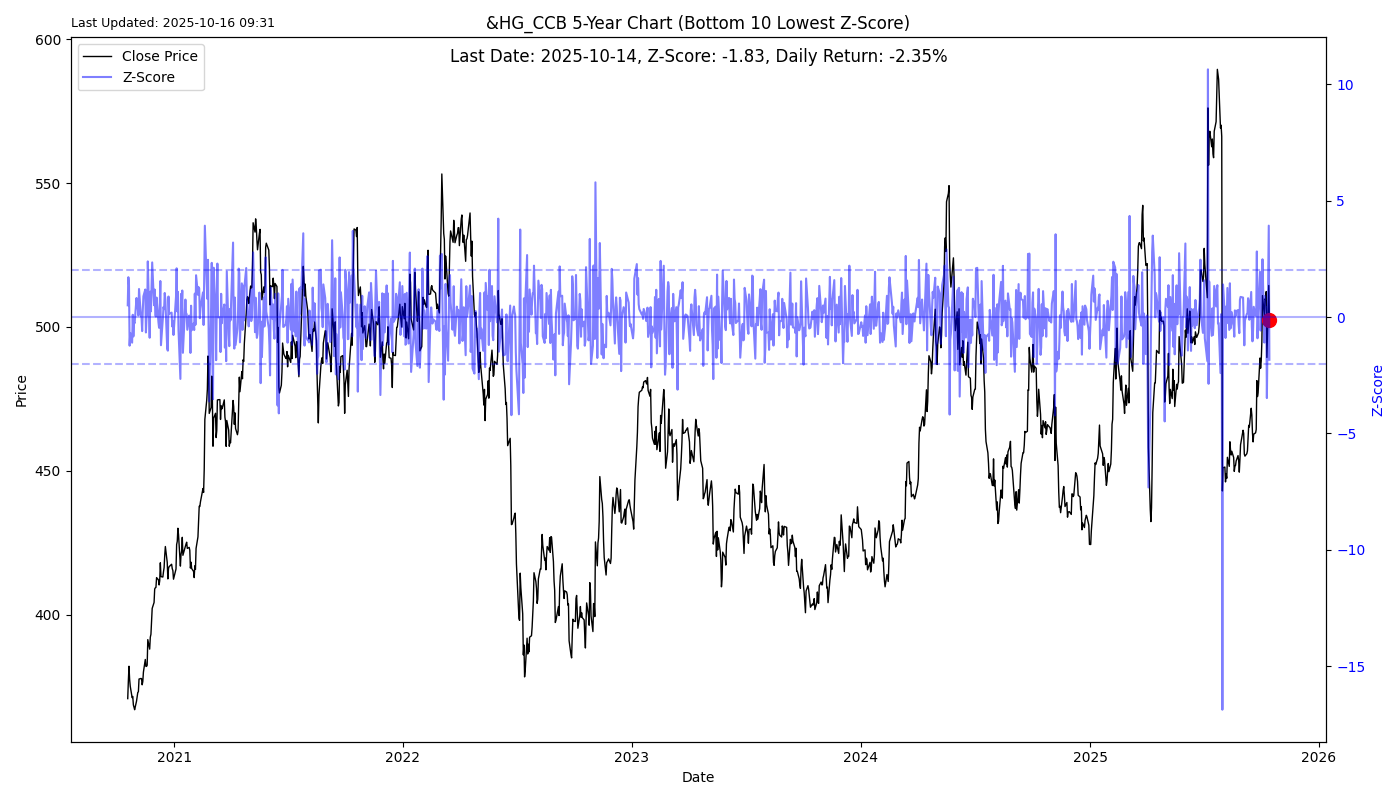 Last Updated: 2025-10-16 09:31
&HG_CCB 5-Year Chart (Bottom 10 Lowest Z-Score)
Last Date: 2025-10-14, Z-Score: -1.83, Daily Return: -2.35%
Close Price
Z-Score
600
550
500
450
400
Price
10
5
0
−5
−10
−15
Z-Score
2021
2022
2023
2024
2025
2026
Date